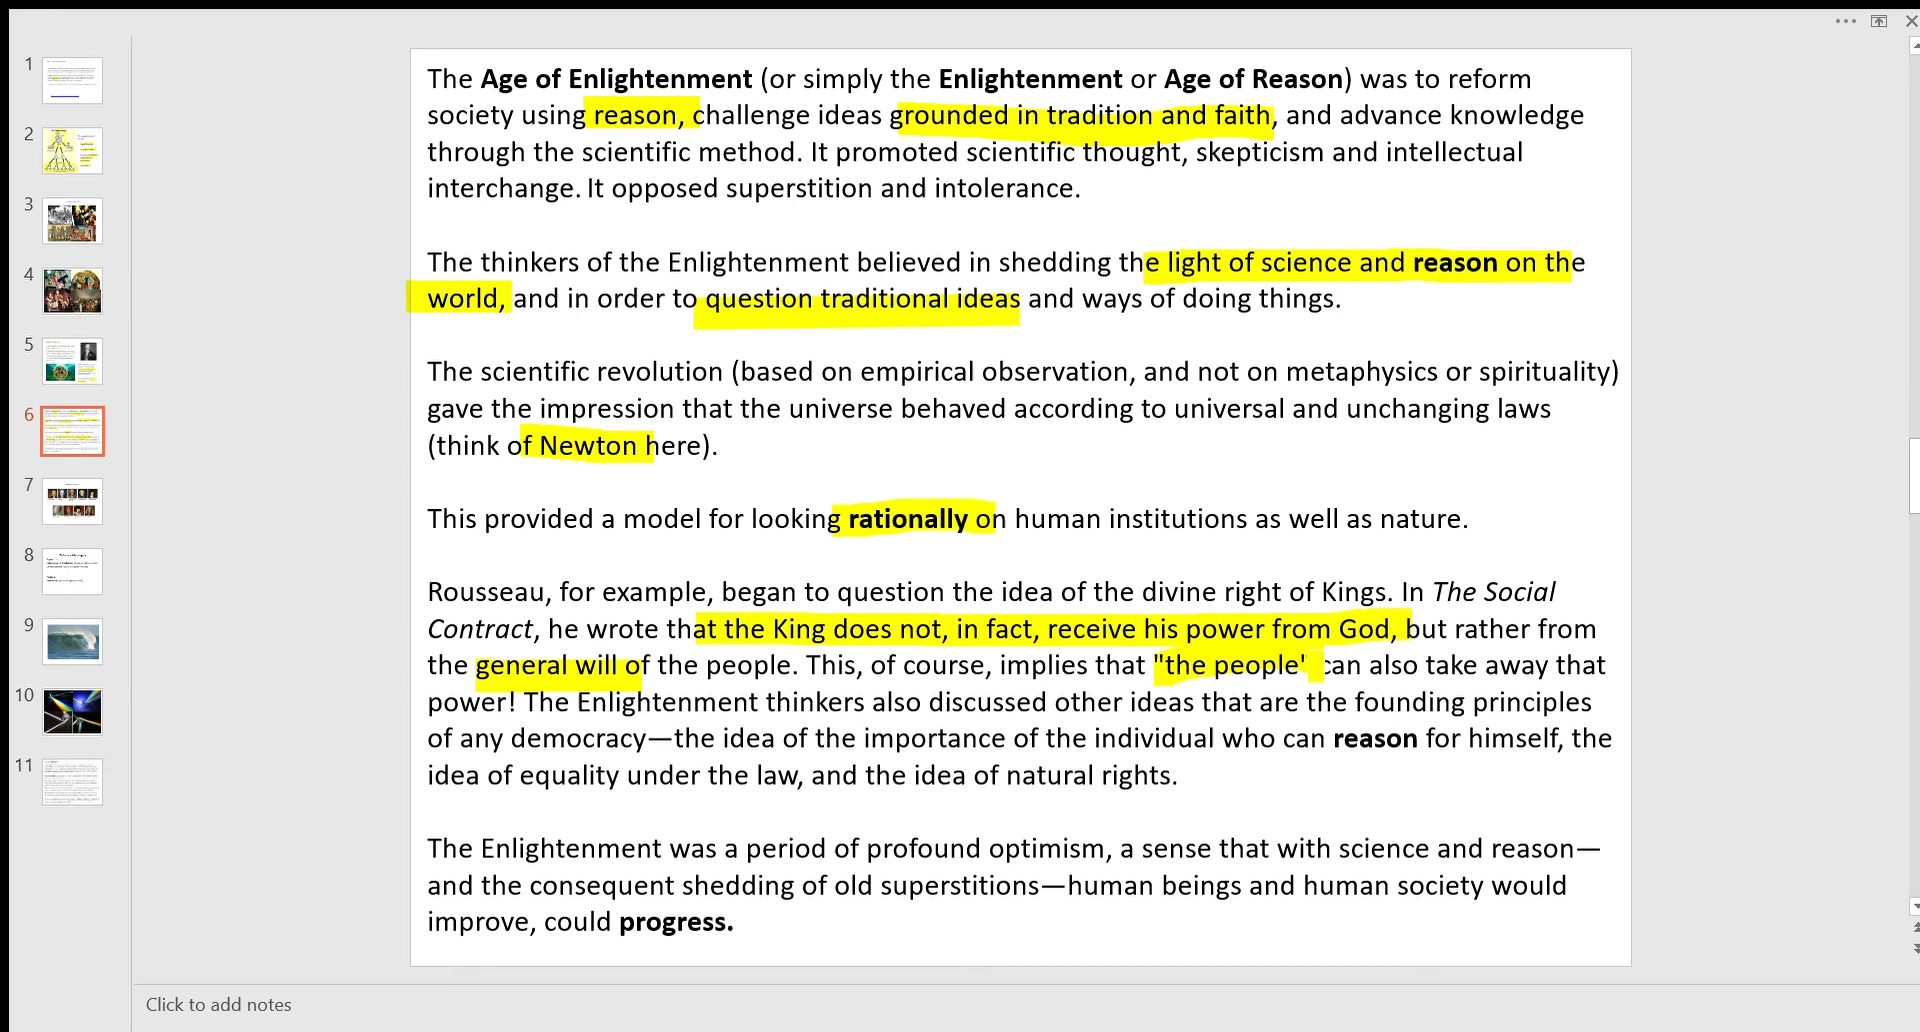 1
2
3
4
5
6
7
8
9
10
11
The Age of Enlightenment (or simply the Enlightenment or Age of Reason) was to reform
society using reason, challenge ideas grounded in tradition and faith, and advance knowledge
through the scientific method. It promoted scientific thought, skepticism and intellectual
interchange. It opposed superstition and intolerance.
The thinkers of the Enlightenment believed in shedding the light of science and reason on the
world, and in order to question traditional ideas and ways of doing things.
The scientific revolution (based on empirical observation, and not on metaphysics or spirituality)
gave the impression that the universe behaved according to universal and unchanging laws
(think of Newton here).
This provided a model for looking rationally on human institutions as well as nature.
Rousseau, for example, began to question the idea of the divine right of Kings. In The Social
Contract, he wrote that the King does not, in fact, receive his power from God, but rather from
the general will of the people. This, of course, implies that "the people" can also take away that
power! The Enlightenment thinkers also discussed other ideas that are the founding principles
of any democracy—the idea of the importance of the individual who can reason for himself, the
idea of equality under the law, and the idea of natural rights.
The Enlightenment was a period of profound optimism, a sense that with science and reason—
and the consequent shedding of old superstitions—human beings and human society would
improve, could progress.
Click to add notes